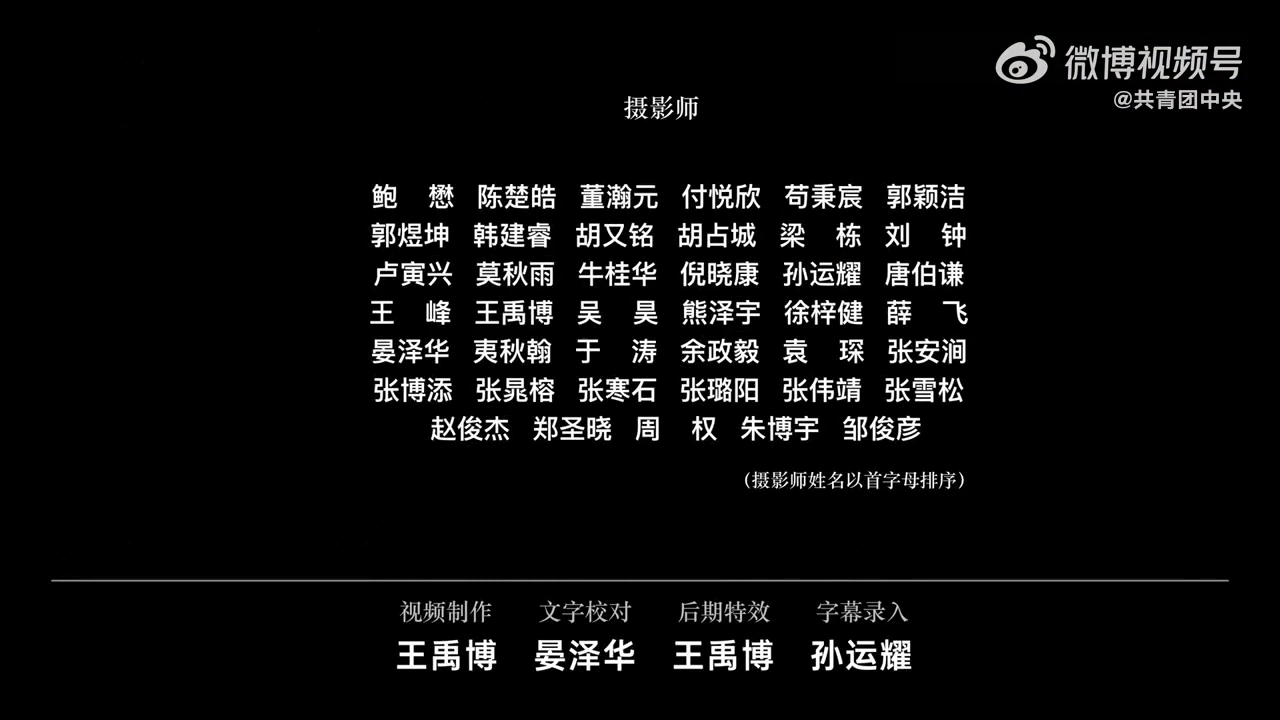 微博视频号
@共青团中央
摄影师
鲍 懋 陈楚皓 董瀚元 付悦欣 苟秉宸 郭颖洁
郭煜坤 韩建睿 胡又铭 胡占城 梁 栋 刘 钟
卢寅兴 莫秋雨 牛桂华 倪晓康 孙运耀 唐伯谦
王 峰 王禹博 吴 昊 熊泽宇 徐梓健 薛 飞
晏泽华 夷秋翰 于 涛 余政毅 袁 琛 张安涧
张博添 张晁榕 张寒石 张璐阳 张伟靖 张雪松
赵俊杰 郑圣晓 周 权 朱博宇 邹俊彦
（摄影师姓名以首字母排序）
视频制作 文字校对 后期特效 字幕录入
王禹博 晏泽华 王禹博 孙运耀